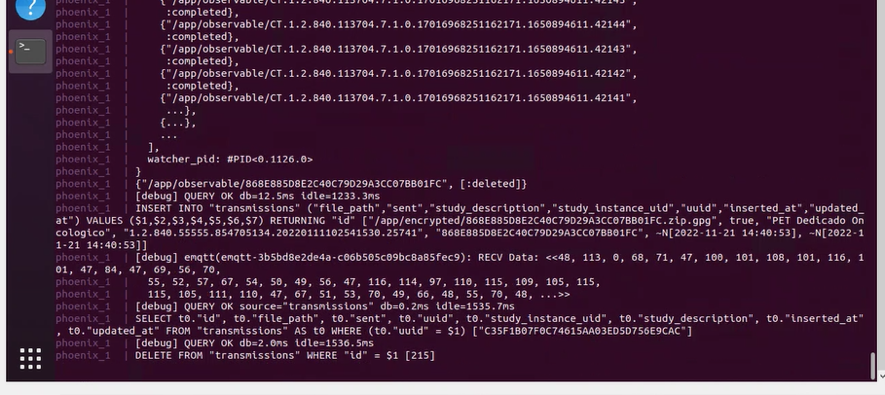 phoenix_1 | {"/app/observable/CT.1.2.840.113704.7.1.0.17016968251162171.1650894611.42145",
phoenix_1 | :completed},
phoenix_1 | {"/app/observable/CT.1.2.840.113704.7.1.0.17016968251162171.1650894611.42144",
phoenix_1 | :completed},
phoenix_1 | {"/app/observable/CT.1.2.840.113704.7.1.0.17016968251162171.1650894611.42143",
phoenix_1 | :completed},
phoenix_1 | {"/app/observable/CT.1.2.840.113704.7.1.0.17016968251162171.1650894611.42142",
phoenix_1 | :completed},
phoenix_1 | {"/app/observable/CT.1.2.840.113704.7.1.0.17016968251162171.1650894611.42141",
phoenix_1 | ...},
phoenix_1 | {...},
phoenix_1 | ...
phoenix_1 | ],
phoenix_1 | watcher_pid: #PID<0.1126.0>
phoenix_1 | }
phoenix_1 | {"/app/observable/868E885D8E2C40C79D29A3CC07BB01FC", [:deleted]}
phoenix_1 | [debug] QUERY OK db=12.5ms idle=1233.3ms
phoenix_1 | INSERT INTO "transmissions" ("file_path","sent","study_description","study_instance_uid","uuid","inserted_at","updated_
at") VALUES ($1,$2,$3,$4,$5,$6,$7) RETURNING "id" ["/app/encrypted/868E885D8E2C40C79D29A3CC07BB01FC.zip.gpg", true, "PET Dedicado On
cologico", "1.2.840.55555.854705134.20220111102541530.25741", "868E885D8E2C40C79D29A3CC07BB01FC", ~N[2022-11-21 14:40:53], ~N[2022-1
1-21 14:40:53]]
phoenix_1 | [debug] emqtt(emqtt-3b5bd8e2de4a-c06b505c09bc8a85fec9): RECV Data: <<48, 113, 0, 68, 71, 47, 100, 101, 108, 101, 116, 1
01, 47, 84, 47, 69, 56, 70,
phoenix_1 | 55, 52, 57, 67, 54, 50, 49, 56, 47, 116, 114, 97, 110, 115, 109, 105, 115,
phoenix_1 | 115, 105, 111, 110, 47, 67, 51, 53, 70, 49, 66, 48, 55, 70, 48, ...>>
phoenix_1 | [debug] QUERY OK source="transmissions" db=0.2ms idle=1535.7ms
phoenix_1 | SELECT t0."id", t0."file_path", t0."sent", t0."uuid", t0."study_instance_uid", t0."study_description", t0."inserted_at"
, t0."updated_at" FROM "transmissions" AS t0 WHERE (t0."uuid" = $1) ["C35F1B07F0C74615AA03ED5D756E9CAC"]
phoenix_1 | [debug] QUERY OK db=2.0ms idle=1536.5ms
phoenix_1 | DELETE FROM "transmissions" WHERE "id" = $1 [215]